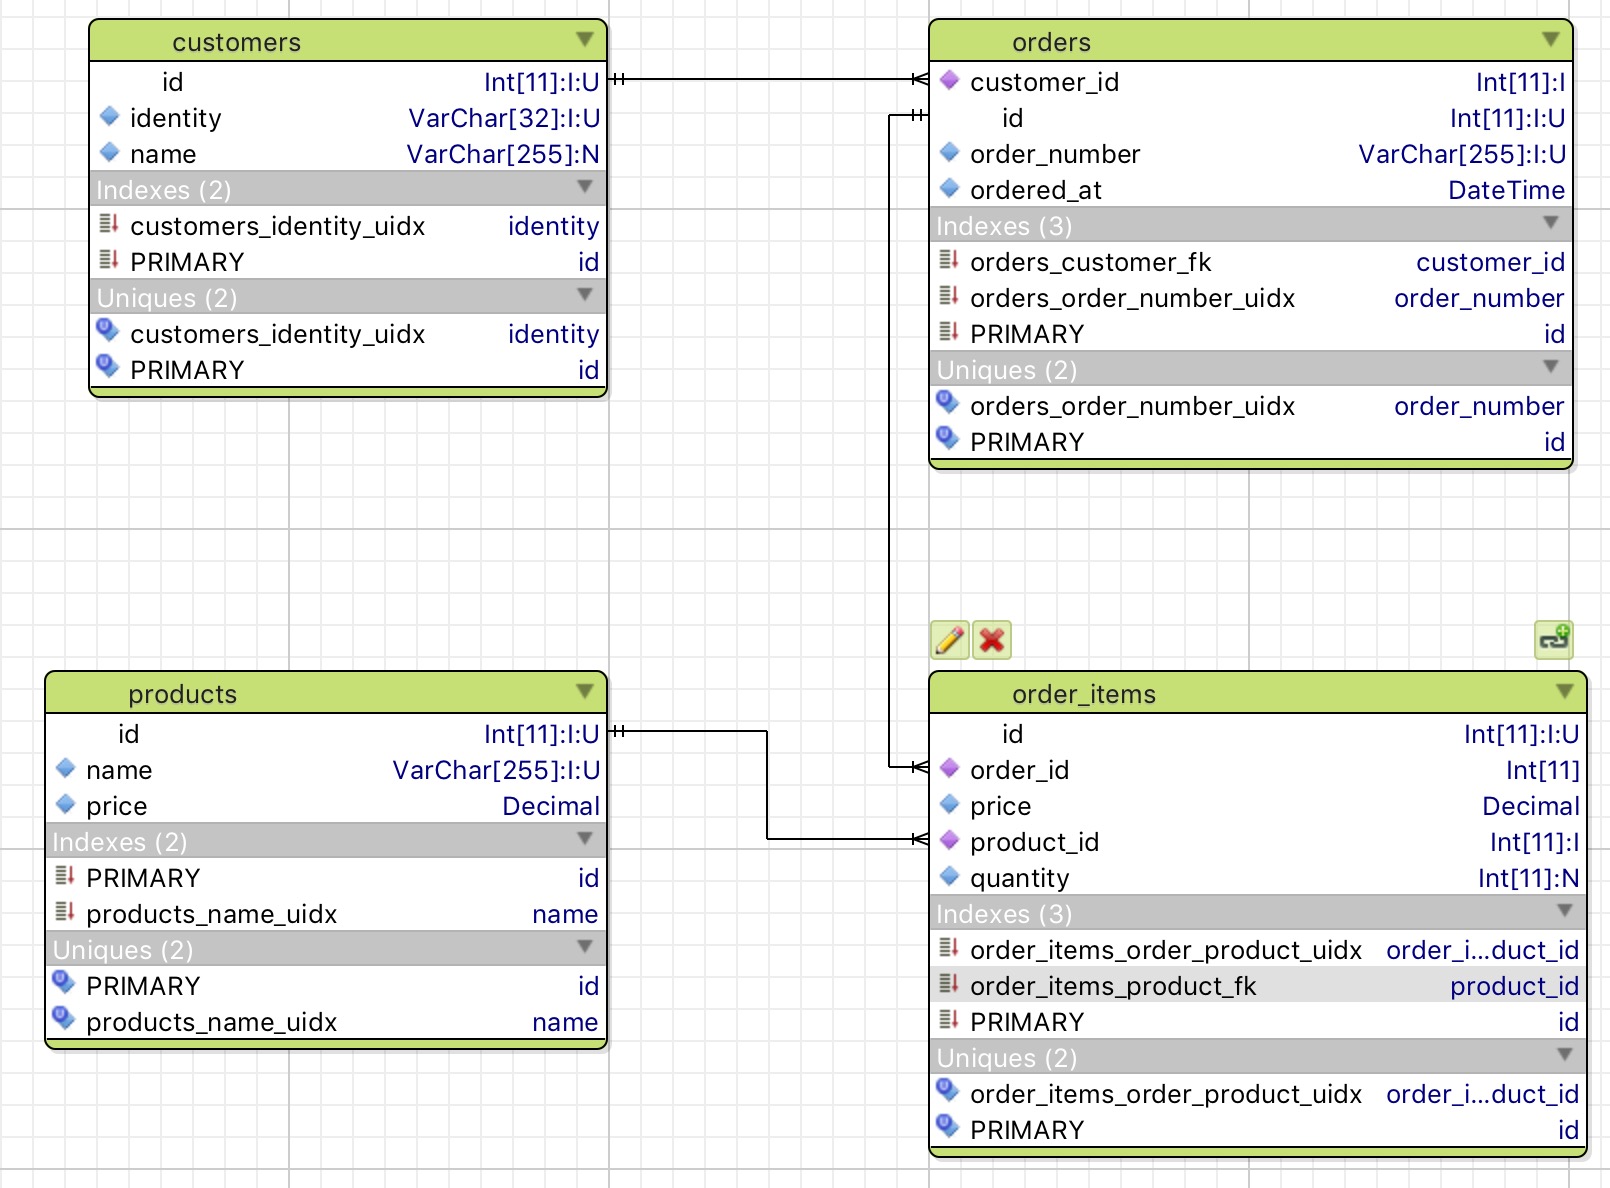 customers
id Int[11]:I:U
identity VarChar[32]:I:U
name VarChar[255]:N
Indexes (2)
customers_identity_uidx identity
PRIMARY id
Uniques (2)
customers_identity_uidx identity
PRIMARY id
orders
customer_id Int[11]:I
id Int[11]:I:U
order_number VarChar[255]:I:U
ordered_at DateTime
Indexes (3)
orders_customer_fk customer_id
orders_order_number_uidx order_number
PRIMARY id
Uniques (2)
orders_order_number_uidx order_number
PRIMARY id
products
id Int[11]:I:U
name VarChar[255]:I:U
price Decimal
Indexes (2)
PRIMARY id
products_name_uidx name
Uniques (2)
PRIMARY id
products_name_uidx name
order_items
id Int[11]:I:U
order_id Int[11]
price Decimal
product_id Int[11]:I
quantity Int[11]:N
Indexes (3)
order_items_order_product_uidx order_i...duct_id
order_items_product_fk product_id
PRIMARY id
Uniques (2)
order_items_order_product_uidx order_i...duct_id
PRIMARY id